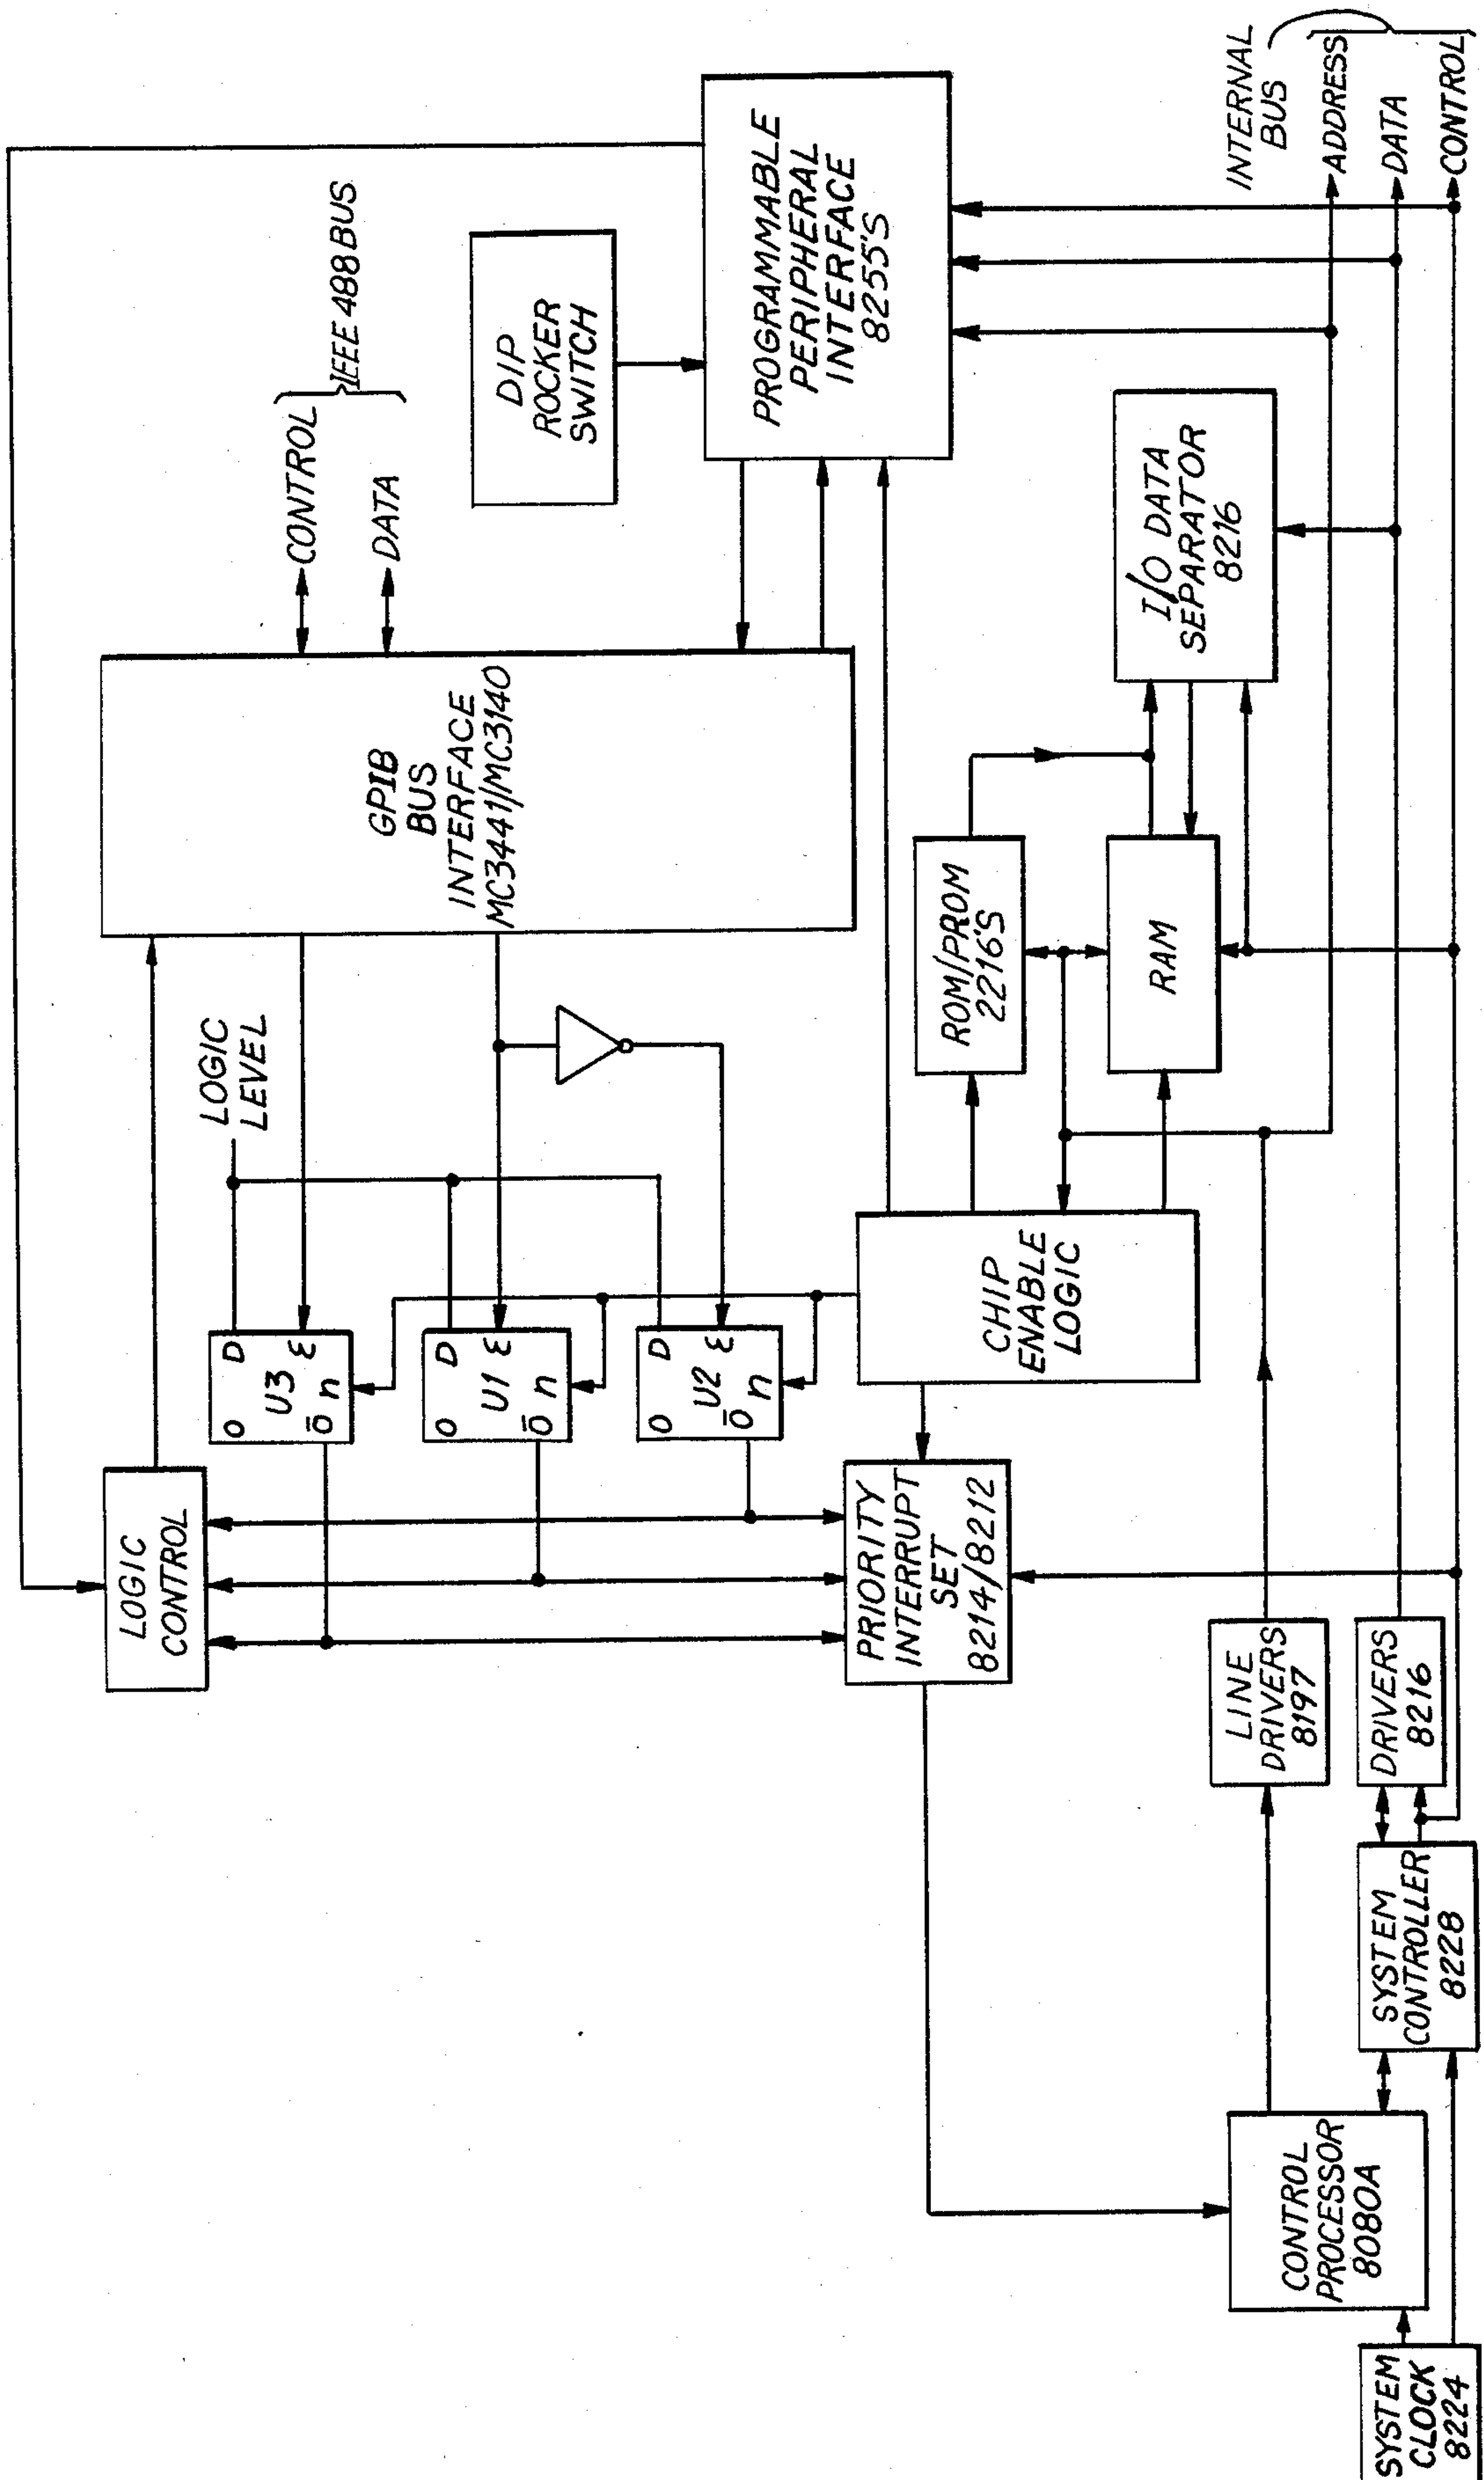 INTERNAL
BUS
ADDRESS
DATA
CONTROL
IEEE 488 BUS
CONTROL
DATA
DIP
ROCKER
SWITCH
PROGRAMMABLE
PERIPHERAL
INTERFACE
8255'S
GPIB
BUS
INTERFACE
MC3441/MC3140
I/O DATA
SEPARATOR
8216
ROM/PROM
2216'S
RAM
LOGIC
LEVEL
CHIP
ENABLE
LOGIC
O D
U3 ε
Ō n
O D
U1 ε
Ō n
O D
U2 ε
Ō n
LOGIC
CONTROL
PRIORITY
INTERRUPT
SET
8214/8212
LINE
DRIVERS
8197
DRIVERS
8216
SYSTEM
CONTROLLER
8228
CONTROL
PROCESSOR
8080A
SYSTEM
CLOCK
8224